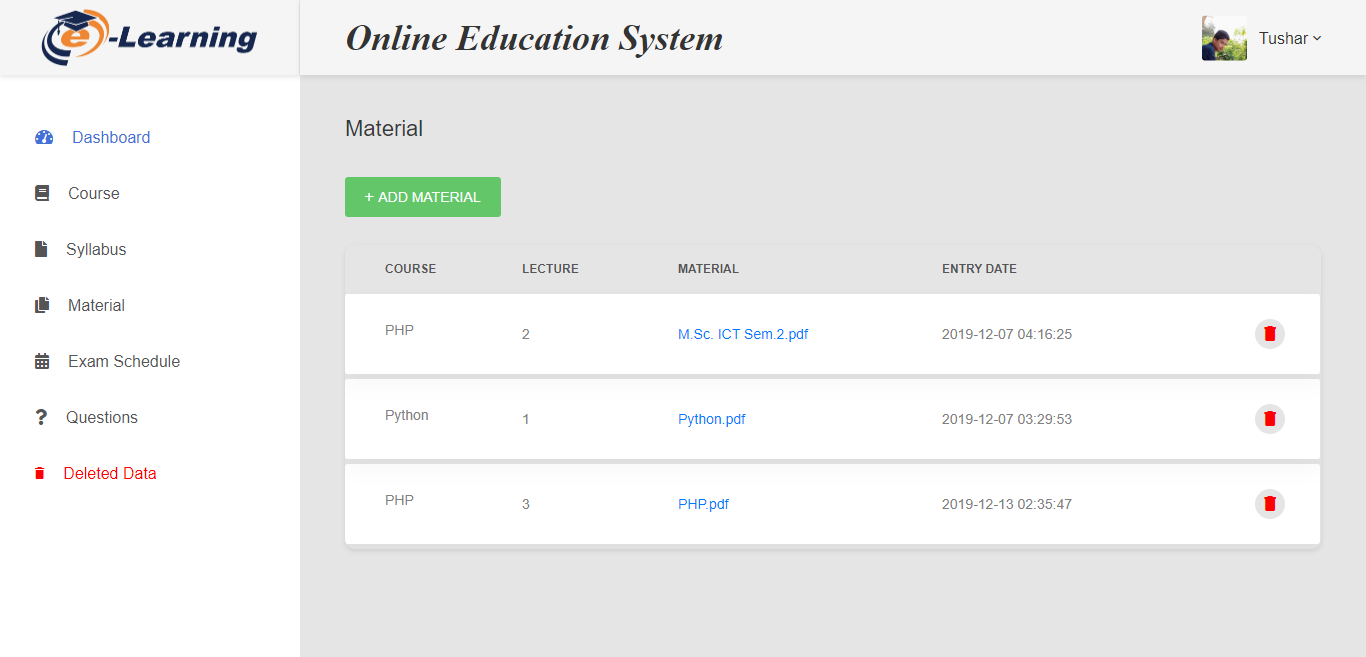 e-Learning
Online Education System
Tushar
Dashboard
Course
Syllabus
Material
Exam Schedule
Questions
Deleted Data
Material
+ ADD MATERIAL
COURSE LECTURE MATERIAL ENTRY DATE
PHP 2 M.Sc. ICT Sem.2.pdf 2019-12-07 04:16:25
Python 1 Python.pdf 2019-12-07 03:29:53
PHP 3 PHP.pdf 2019-12-13 02:35:47